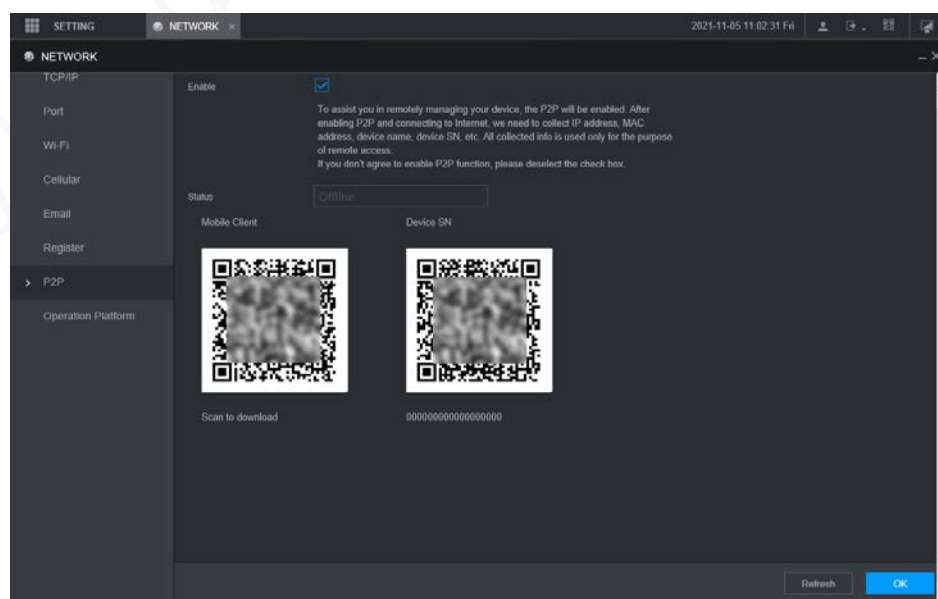 SETTING
NETWORK ×
2021-11-05 11:02:31 Fri
NETWORK
TCP/IP
Port
Wi-Fi
Cellular
Email
Register
P2P
Operation Platform
Enable
To assist you in remotely managing your device, the P2P will be enabled. After
enabling P2P and connecting to Internet, we need to collect IP address, MAC
address, device name, device SN, etc. All collected info is used only for the purpose
of remote access.
If you don't agree to enable P2P function, please deselect the check box.
Status
Offline
Mobile Client
Device SN
Scan to download
000000000000000000
Refresh
OK